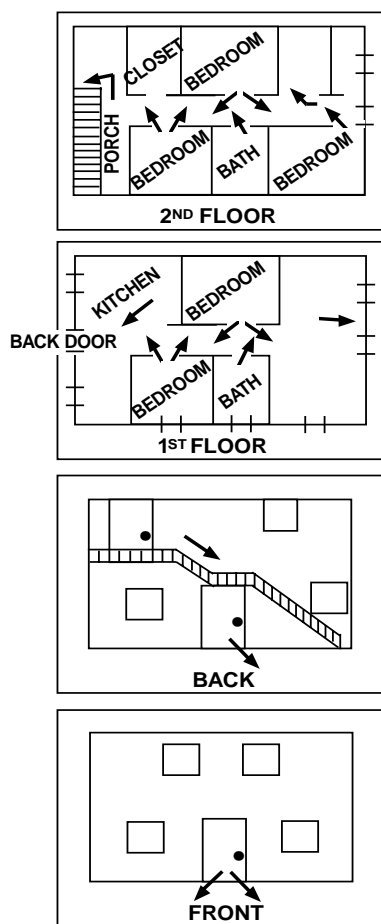 CLOSET
BEDROOM
PORCH
BEDROOM
BATH
BEDROOM
2ND FLOOR
KITCHEN
BEDROOM
BACK DOOR
BEDROOM
BATH
1ST FLOOR
BACK
FRONT